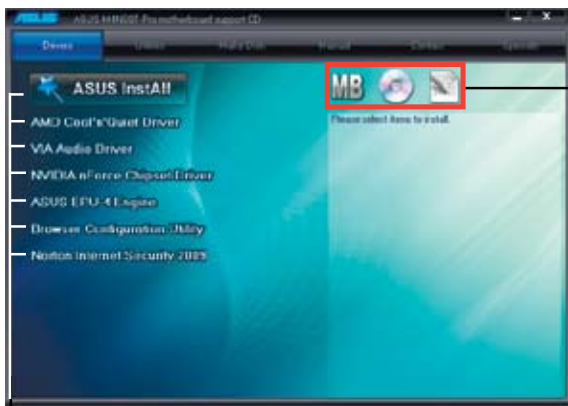 ASUS
motherboard support CD
Drivers Utilities Make Disk Manual Contact Specials
ASUS InstAll
MB
AMD Cool'n'Quiet Driver
Please select items to install.
VIA Audio Driver
NVIDIA nForce Chipset Driver
ASUS EPU-4 Engine
Browser Configuration Utility
Norton Internet Security 2009